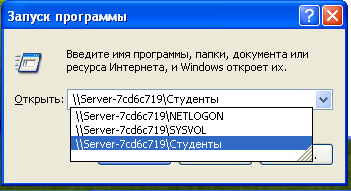 Запуск программы
Введите имя программы, папки, документа или
ресурса Интернета, и Windows откроет их.
Открыть: \\Server-7cd6c719\Студенты
\\Server-7cd6c719\NETLOGON
\\Server-7cd6c719\SYSVOL
\\Server-7cd6c719\Студенты